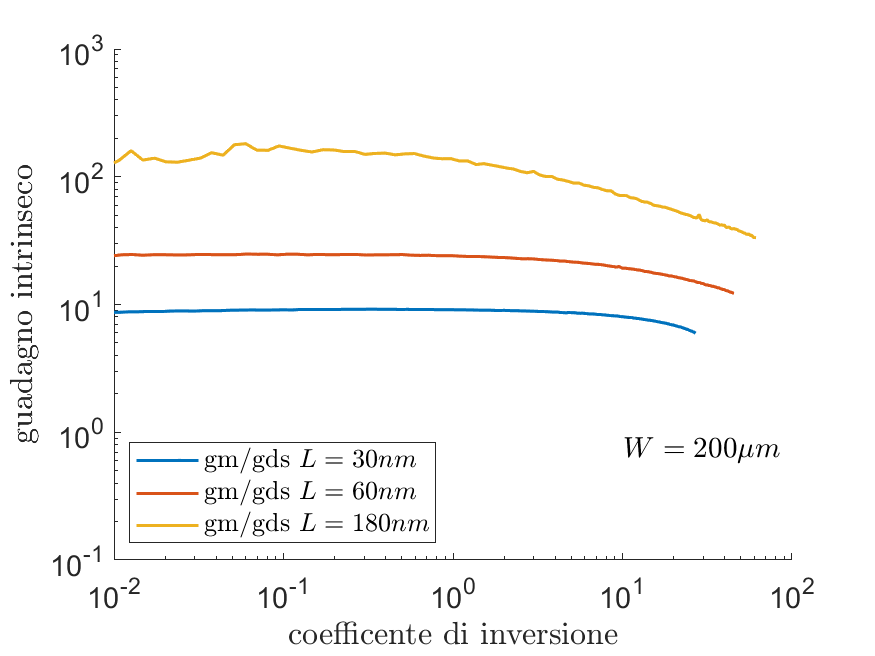 10^3
10^2
10^1
10^0
10^-1
10^-2
10^-1
10^0
10^1
10^2
guadagno intrinseco
coefficente di inversione
W = 200μm
gm/gds L = 30nm
gm/gds L = 60nm
gm/gds L = 180nm